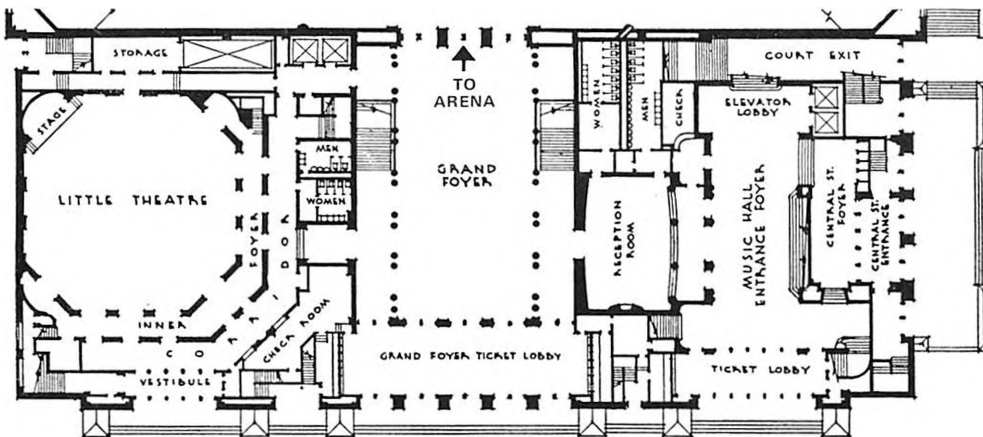 STORAGE
COURT EXIT
TO
ARENA
WOMEN
MEN
CHECK
ELEVATOR
LOBBY
STAGE
MEN
GRAND
FOYER
LITTLE THEATRE
WOMEN
FOYER
CORRIDOR
RECEPTION
ROOM
MUSIC HALL
ENTRANCE FOYER
CENTRAL ST.
FOYER
CENTRAL ST.
ENTRANCE
INNER
CHECK ROOM
GRAND FOYER TICKET LOBBY
TICKET LOBBY
VESTIBULE